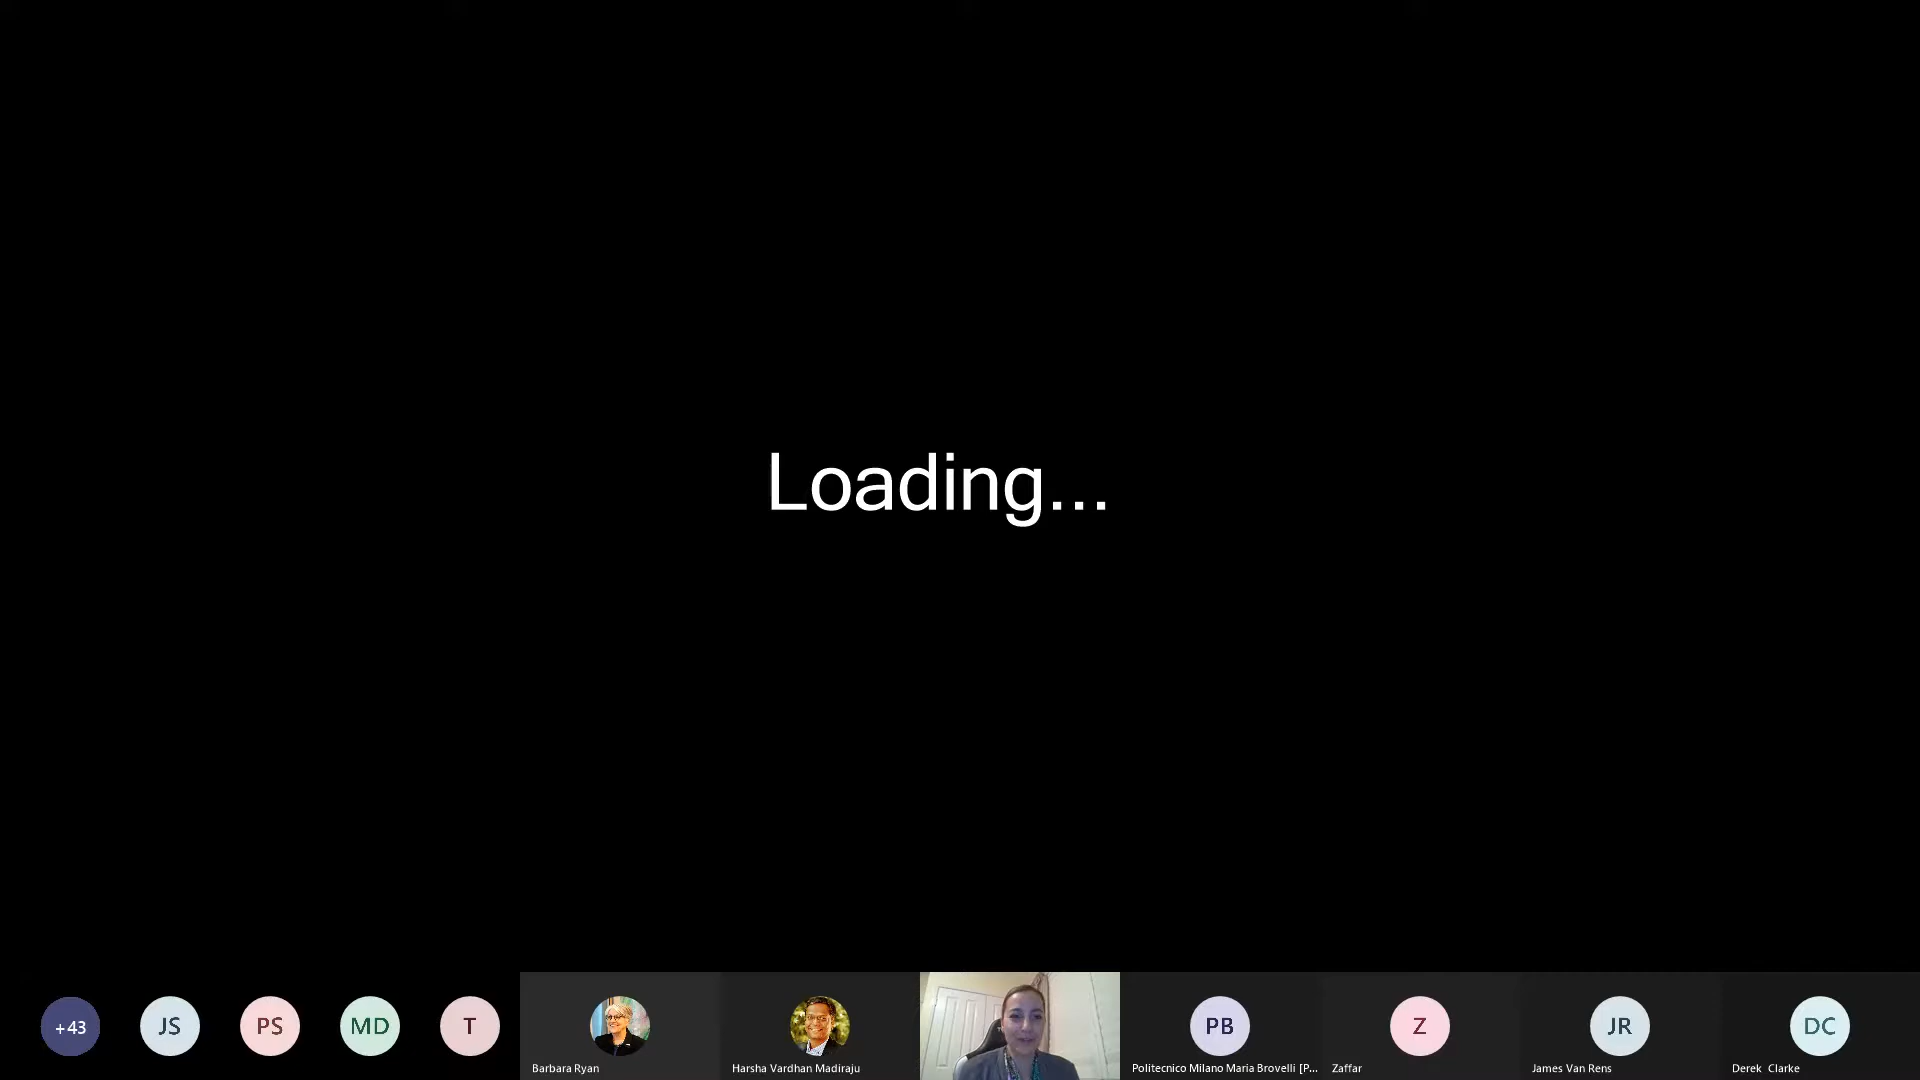 Loading...
+43
JS
PS
MD
T
Barbara Ryan
Harsha Vardhan Madiraju
PB
Politecnico Milano Maria Brovelli [P...
Z
Zaffar
JR
James Van Rens
DC
Derek Clarke